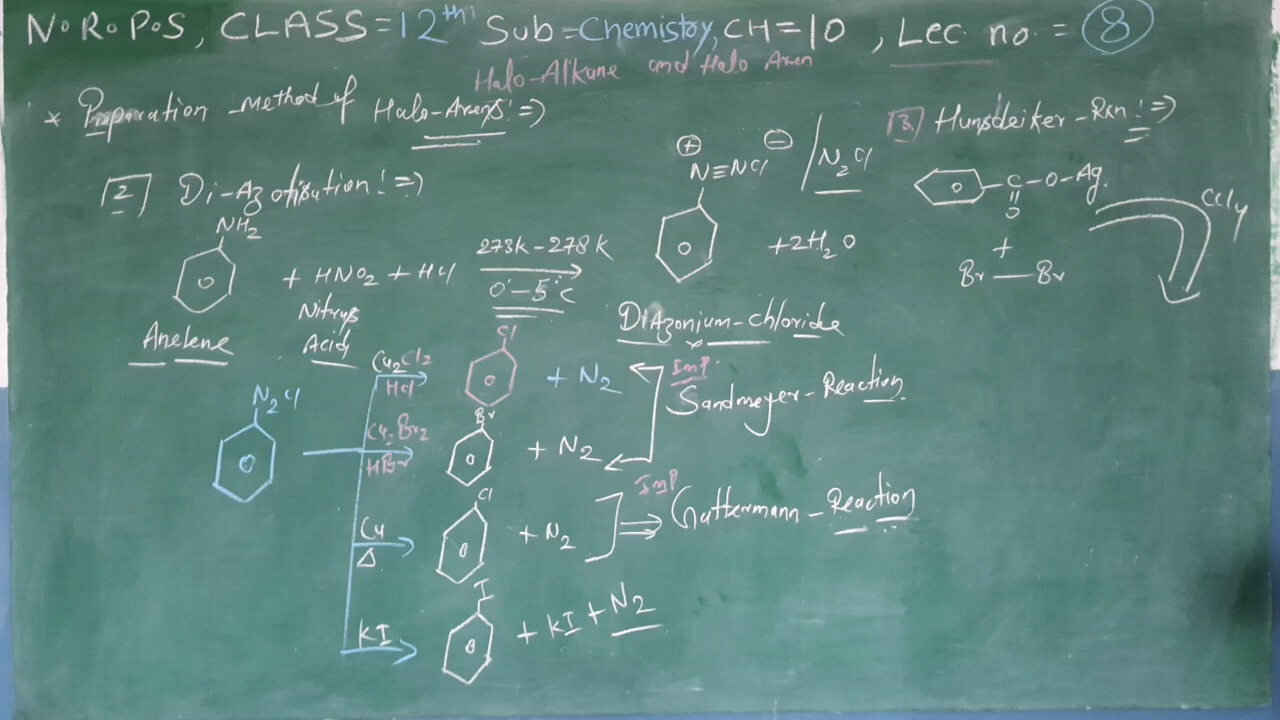 N.R.P.S, CLASS=12th Sub=Chemistry, CH=10, Lec no.=8
Halo-Alkane and Halo Aren
* Preparation -Method of Halo-Arens:⇒
[2] Di-Azotisation!⇒)
NH2
+ HNO2 + HCl
Nitrus
Acid
Anelene
273k-278k
0°-5°C
⊕ ⊖
N≡NCl / N2Cl
+2H2O
Diazonium-chloride
[3.] Hunsdeiker-Rxn!⇒)
-C-O-Ag.
O
+
Br-Br
CCl4
N2Cl
Cu2Cl2
HCl
Cl
+ N2
Imp.
Sandmeyer-Reaction
Cu2Br2
HBr
Br
+ N2
Cu
Δ
Cl
+ N2
Imp
Gattermann-Reaction
KI
I
+ KI + N2